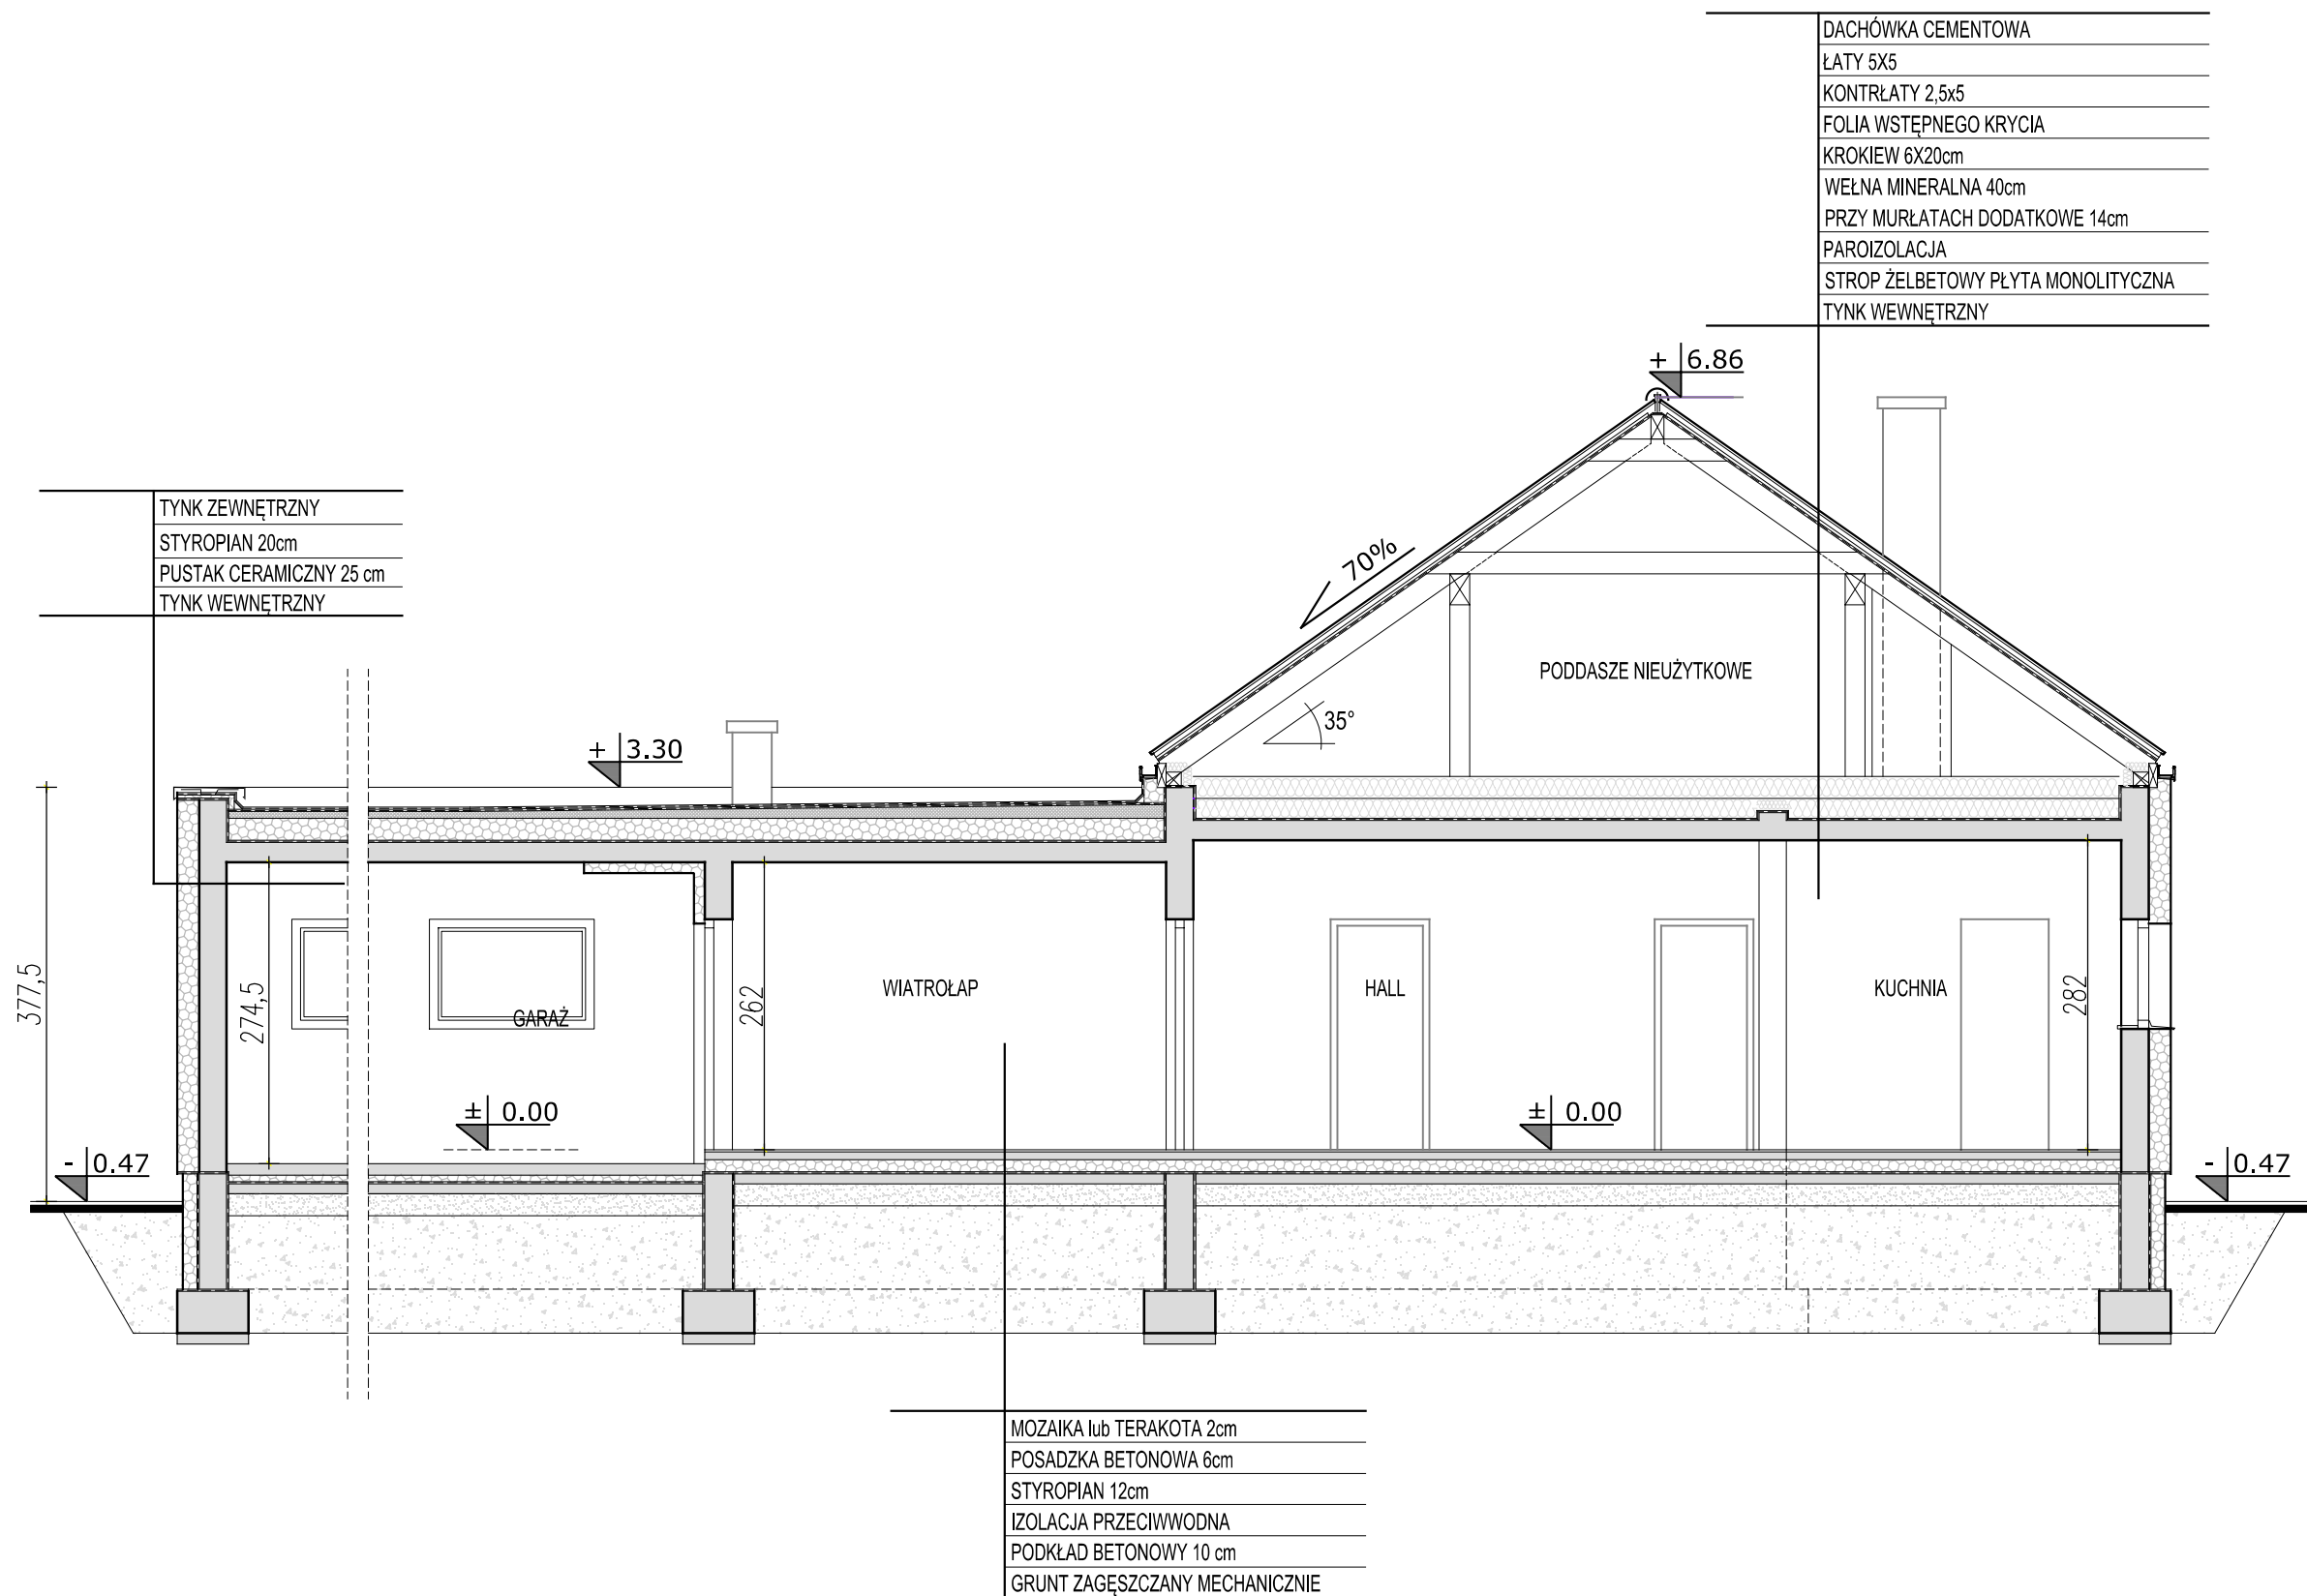 DACHÓWKA CEMENTOWA
ŁATY 5X5
KONTRŁATY 2,5x5
FOLIA WSTĘPNEGO KRYCIA
KROKIEW 6X20cm
WEŁNA MINERALNA 40cm
PRZY MURŁATACH DODATKOWE 14cm
PAROIZOLACJA
STROP ŻELBETOWY PŁYTA MONOLITYCZNA
TYNK WEWNĘTRZNY
+ 6.86
TYNK ZEWNĘTRZNY
STYROPIAN 20cm
PUSTAK CERAMICZNY 25 cm
TYNK WEWNĘTRZNY
70%
PODDASZE NIEUŻYTKOWE
35°
+ 3.30
377,5
274,5
GARAŻ
262
WIATROŁAP
HALL
KUCHNIA
282
± 0.00
± 0.00
- 0.47
- 0.47
MOZAIKA lub TERAKOTA 2cm
POSADZKA BETONOWA 6cm
STYROPIAN 12cm
IZOLACJA PRZECIWWODNA
PODKŁAD BETONOWY 10 cm
GRUNT ZAGĘSZCZANY MECHANICZNIE